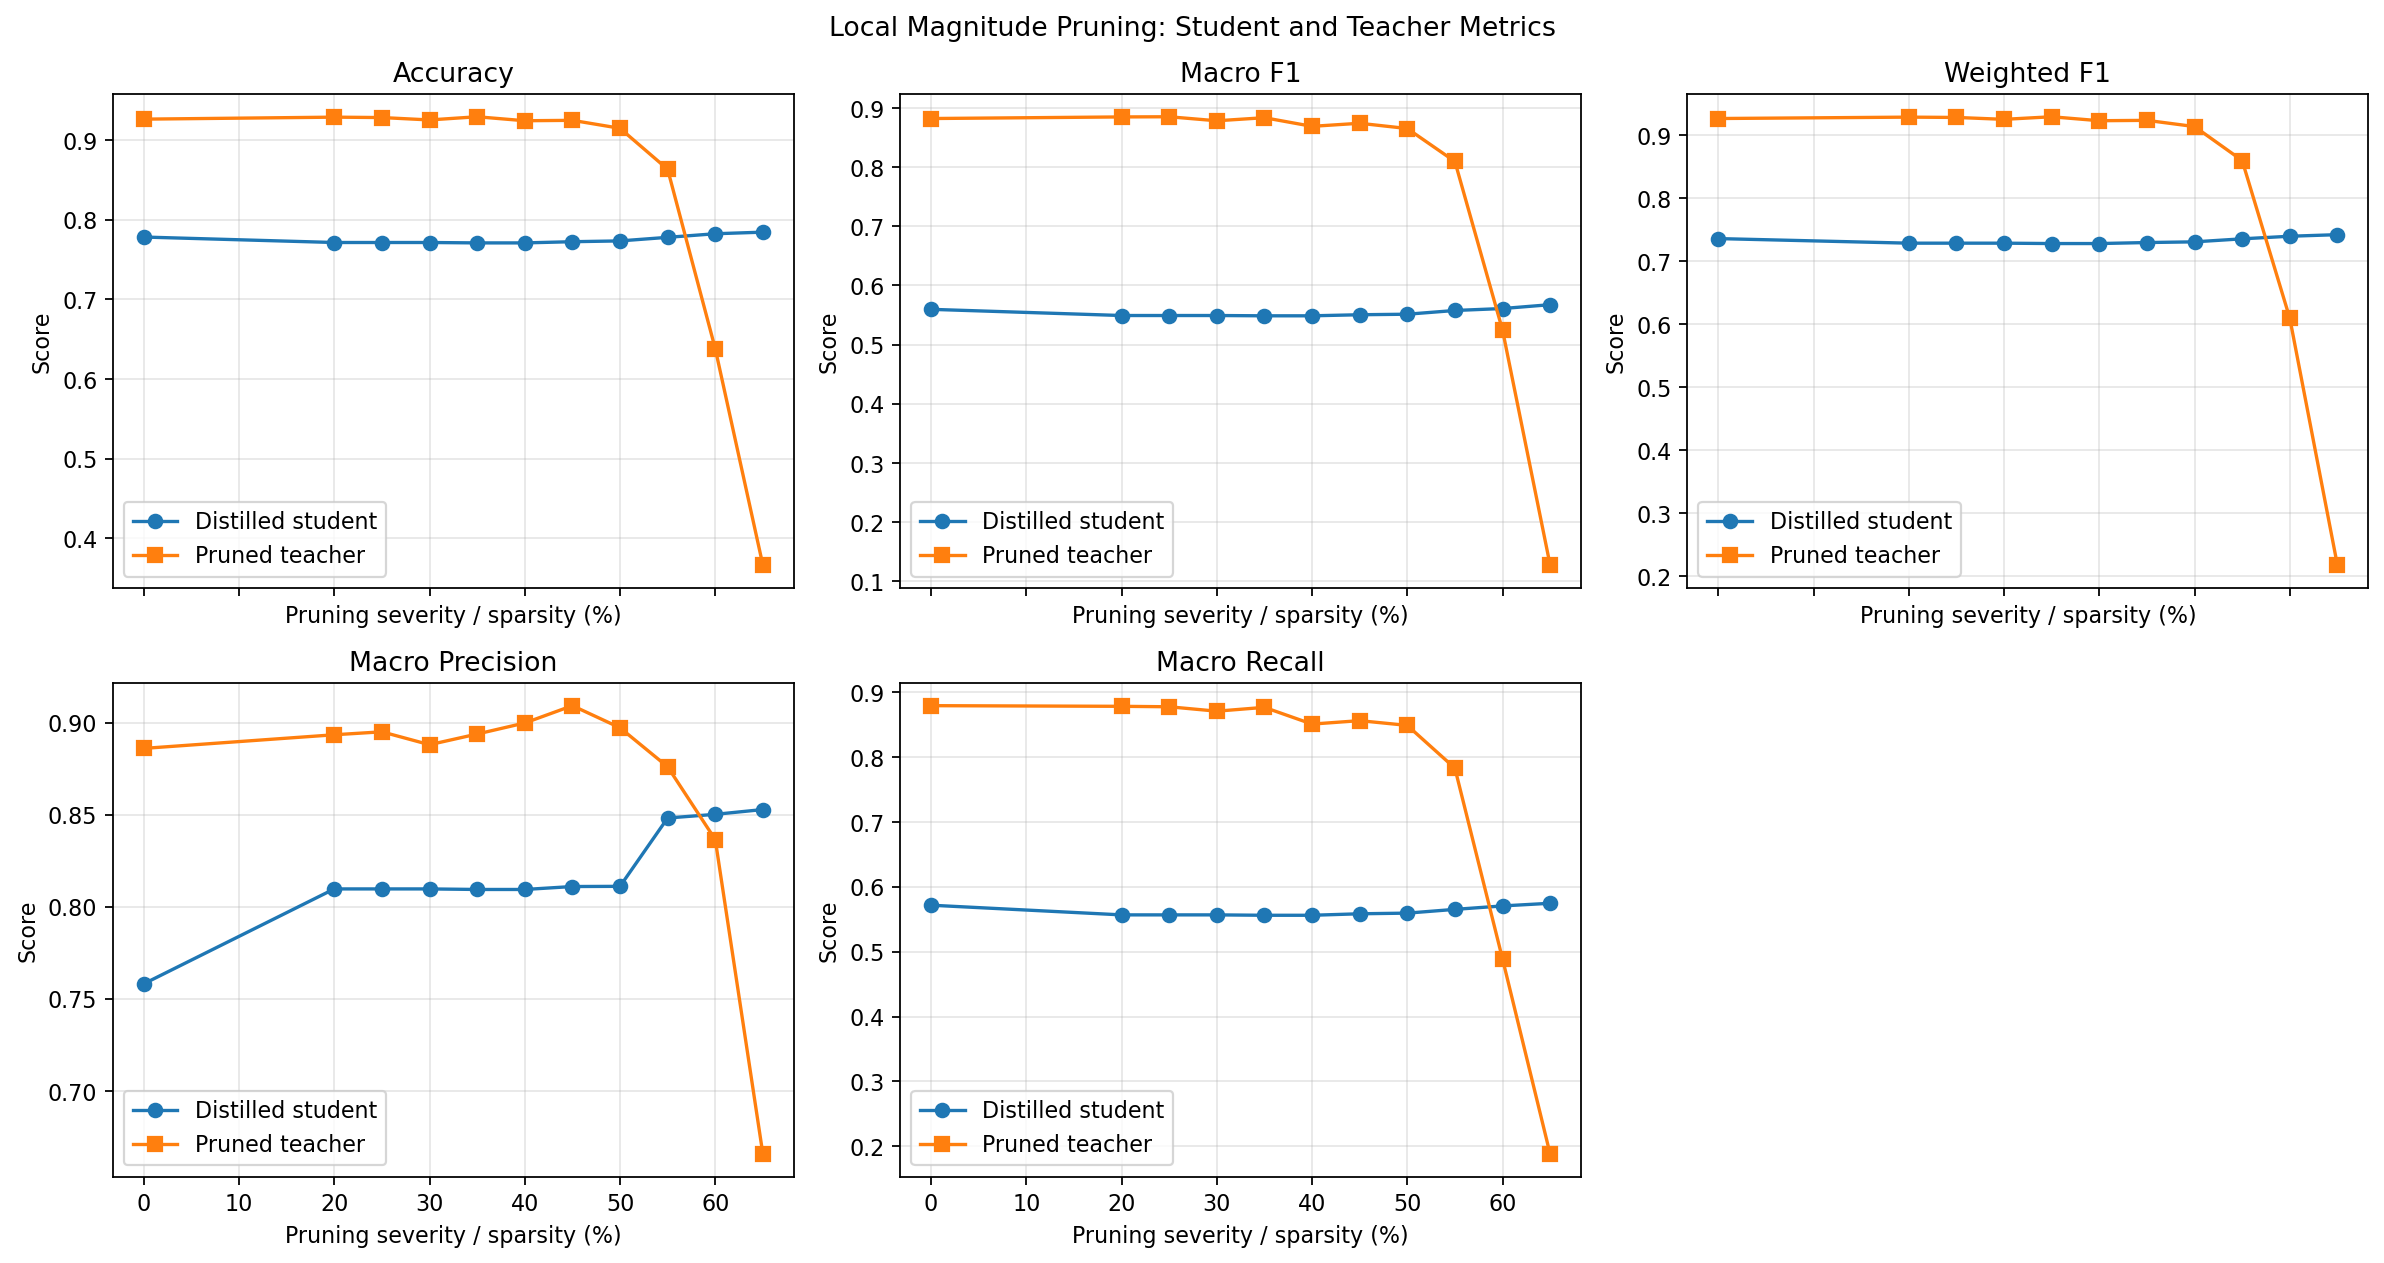 Local Magnitude Pruning: Student and Teacher Metrics
Accuracy
0.9
0.8
0.7
0.6
0.5
0.4
Score
Distilled student
Pruned teacher
Pruning severity / sparsity (%)
Macro F1
0.9
0.8
0.7
0.6
0.5
0.4
0.3
0.2
0.1
Score
Distilled student
Pruned teacher
Pruning severity / sparsity (%)
Weighted F1
0.9
0.8
0.7
0.6
0.5
0.4
0.3
0.2
Score
Distilled student
Pruned teacher
Pruning severity / sparsity (%)
Macro Precision
0.90
0.85
0.80
0.75
0.70
Score
Distilled student
Pruned teacher
0 10 20 30 40 50 60
Pruning severity / sparsity (%)
Macro Recall
0.9
0.8
0.7
0.6
0.5
0.4
0.3
0.2
Score
Distilled student
Pruned teacher
0 10 20 30 40 50 60
Pruning severity / sparsity (%)